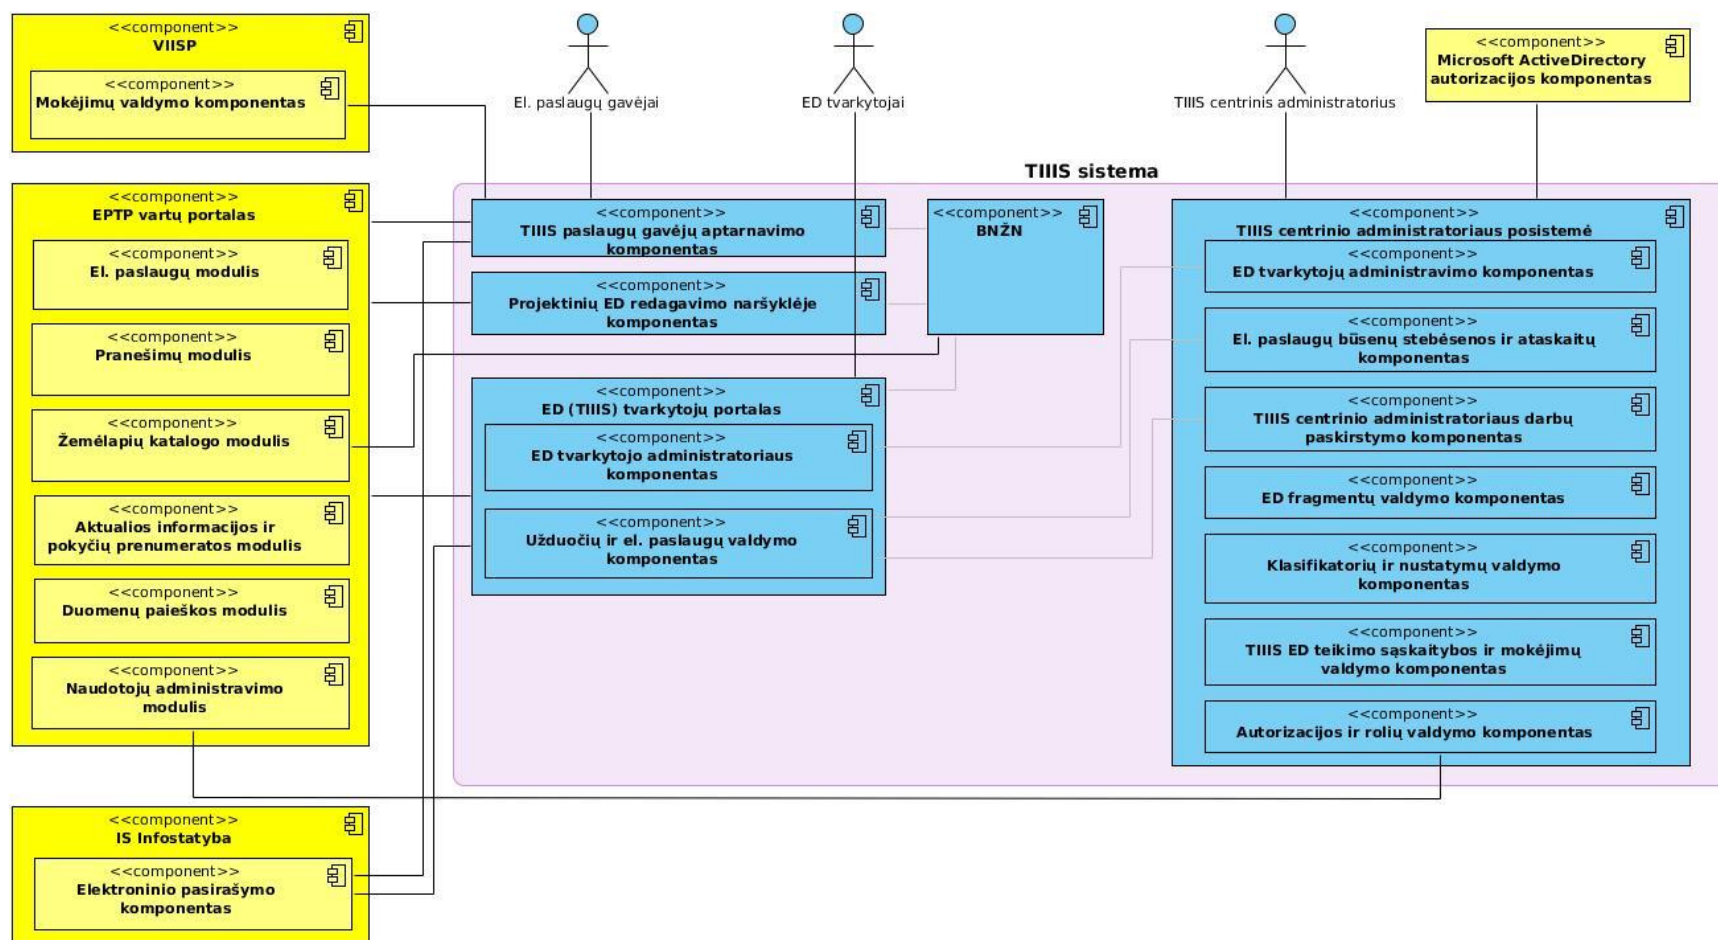 <<component>>
VIISP
<<component>>
Mokėjimų valdymo komponentas
El. paslaugų gavėjai
ED tvarkytojai
TIIIS centrinis administratorius
<<component>>
Microsoft ActiveDirectory
autorizacijos komponentas
<<component>>
EPTP vartų portalas
<<component>>
El. paslaugų modulis
<<component>>
Pranešimų modulis
<<component>>
Žemėlapių katalogo modulis
<<component>>
Aktualios informacijos ir
pokyčių prenumeratos modulis
<<component>>
Duomenų paieškos modulis
<<component>>
Naudotojų administravimo
modulis
<<component>>
IS Infostatyba
<<component>>
Elektroninio pasirašymo
komponentas
TIIIS sistema
<<component>>
TIIIS paslaugų gavėjų aptarnavimo
komponentas
<<component>>
Projektinių ED redagavimo naršyklėje
komponentas
<<component>>
BNŽN
<<component>>
ED (TIIIS) tvarkytojų portalas
<<component>>
ED tvarkytojo administratoriaus
komponentas
<<component>>
Užduočių ir el. paslaugų valdymo
komponentas
<<component>>
TIIIS centrinio administratoriaus posistemė
<<component>>
ED tvarkytojų administravimo komponentas
<<component>>
El. paslaugų būsenų stebėsenos ir ataskaitų
komponentas
<<component>>
TIIIS centrinio administratoriaus darbų
paskirstymo komponentas
<<component>>
ED fragmentų valdymo komponentas
<<component>>
Klasifikatorių ir nustatymų valdymo
komponentas
<<component>>
TIIIS ED teikimo sąskaitybos ir mokėjimų
valdymo komponentas
<<component>>
Autorizacijos ir rolių valdymo komponentas